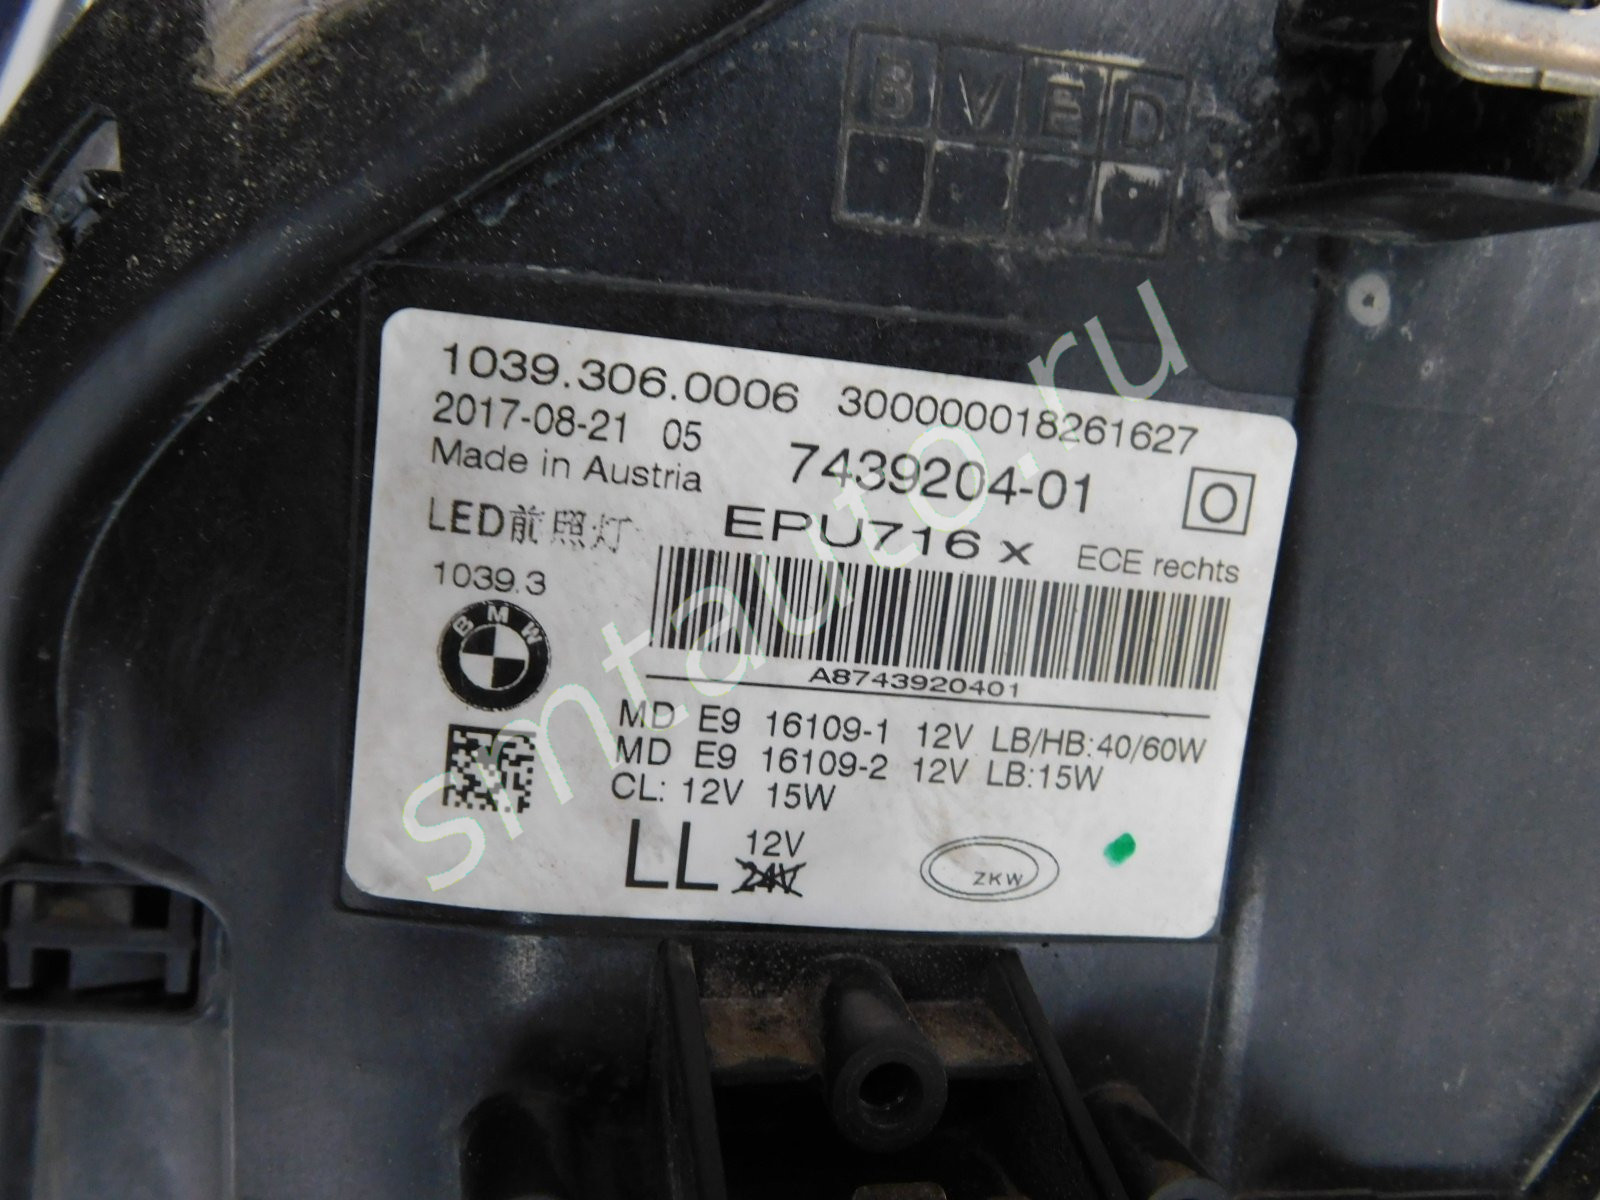 B V E D
1039.306.0006 300000018261627
2017-08-21 05 7439204-01
Made in Austria O
LED前照灯 EPU716 x ECE rechts
1039.3
BMW
A8743920401
MD E9 16109-1 12V LB/HB:40/60W
MD E9 16109-2 12V LB:15W
CL: 12V 15W
LL 12V
24V
ZKW
smtauto.ru